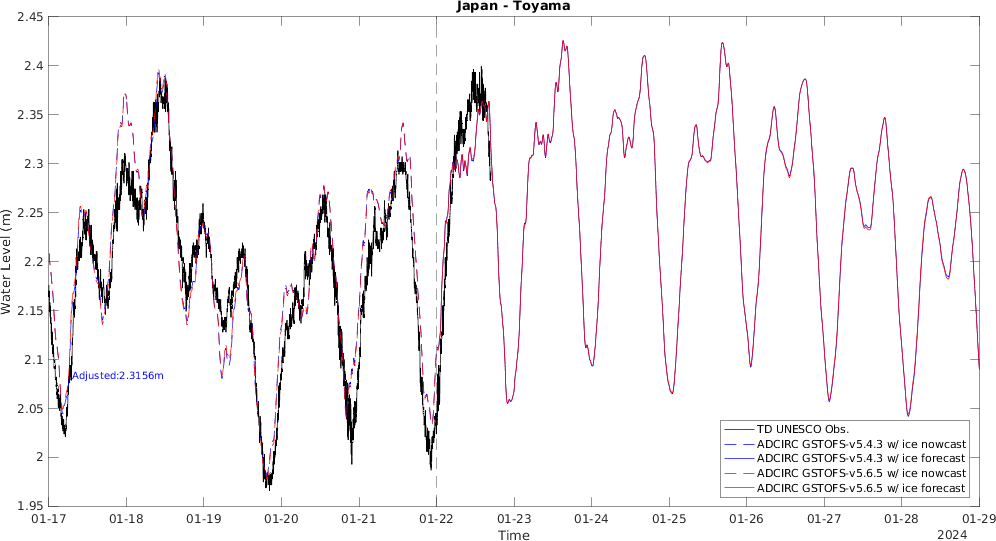 Japan - Toyama
2.45
2.4
2.35
2.3
2.25
2.2
2.15
2.1
2.05
2
1.95
Water Level (m)
Adjusted:2.3156m
TD UNESCO Obs.
ADCIRC GSTOFS-v5.4.3 w/ ice nowcast
ADCIRC GSTOFS-v5.4.3 w/ ice forecast
ADCIRC GSTOFS-v5.6.5 w/ ice nowcast
ADCIRC GSTOFS-v5.6.5 w/ ice forecast
01-17 01-18 01-19 01-20 01-21 01-22 01-23 01-24 01-25 01-26 01-27 01-28 01-29
Time
2024